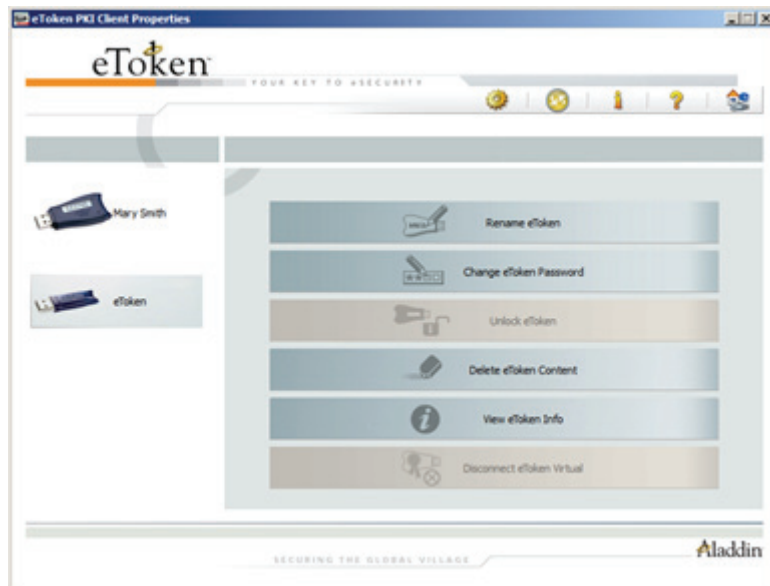 eToken PKI Client Properties
eToken
YOUR KEY TO eSECURITY
Mary Smith
eToken
Rename eToken
Change eToken Password
Unlock eToken
Delete eToken Content
View eToken Info
Disconnect eToken Virtual
Aladdin
SECURING THE GLOBAL VILLAGE